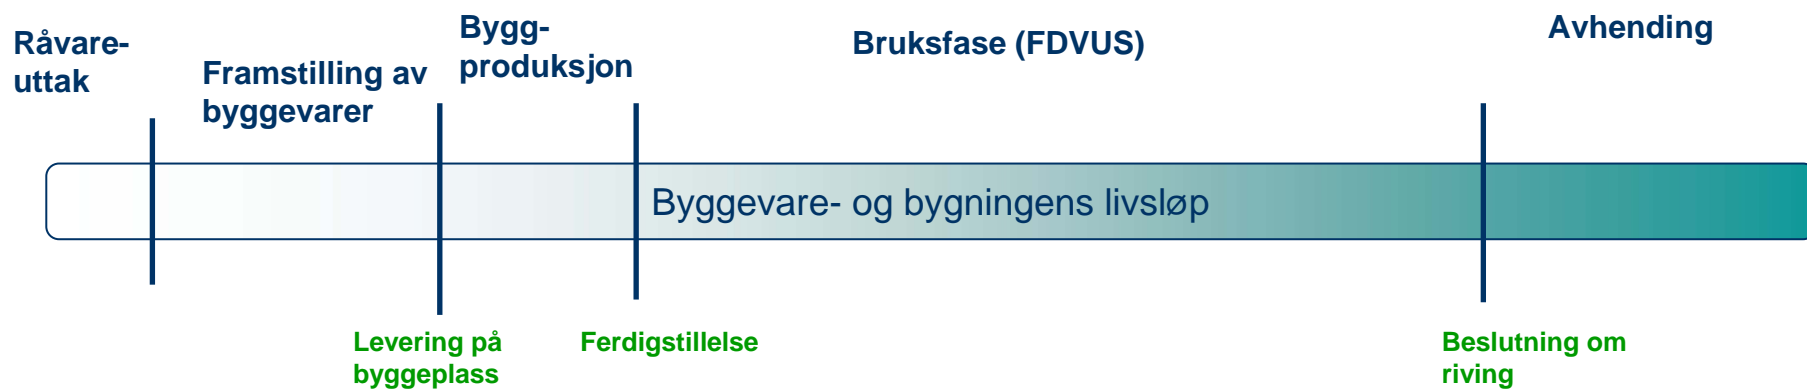 Råvare-
uttak
Framstilling av
byggevarer
Bygg-
produksjon
Bruksfase (FDVUS)
Avhending
Byggevare- og bygningens livsløp
Levering på
byggeplass
Ferdigstillelse
Beslutning om
riving